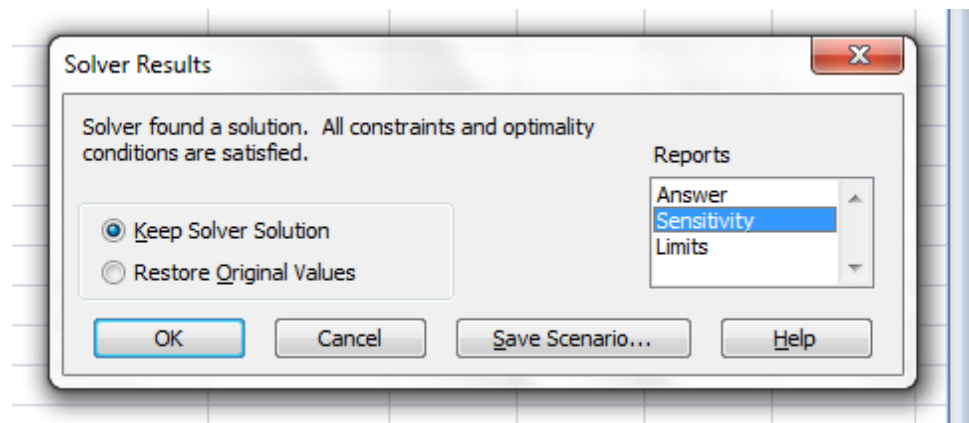 Solver Results
Solver found a solution.  All constraints and optimality
conditions are satisfied.
Reports
Answer
Sensitivity
Limits
Keep Solver Solution
Restore Original Values
OK
Cancel
Save Scenario...
Help